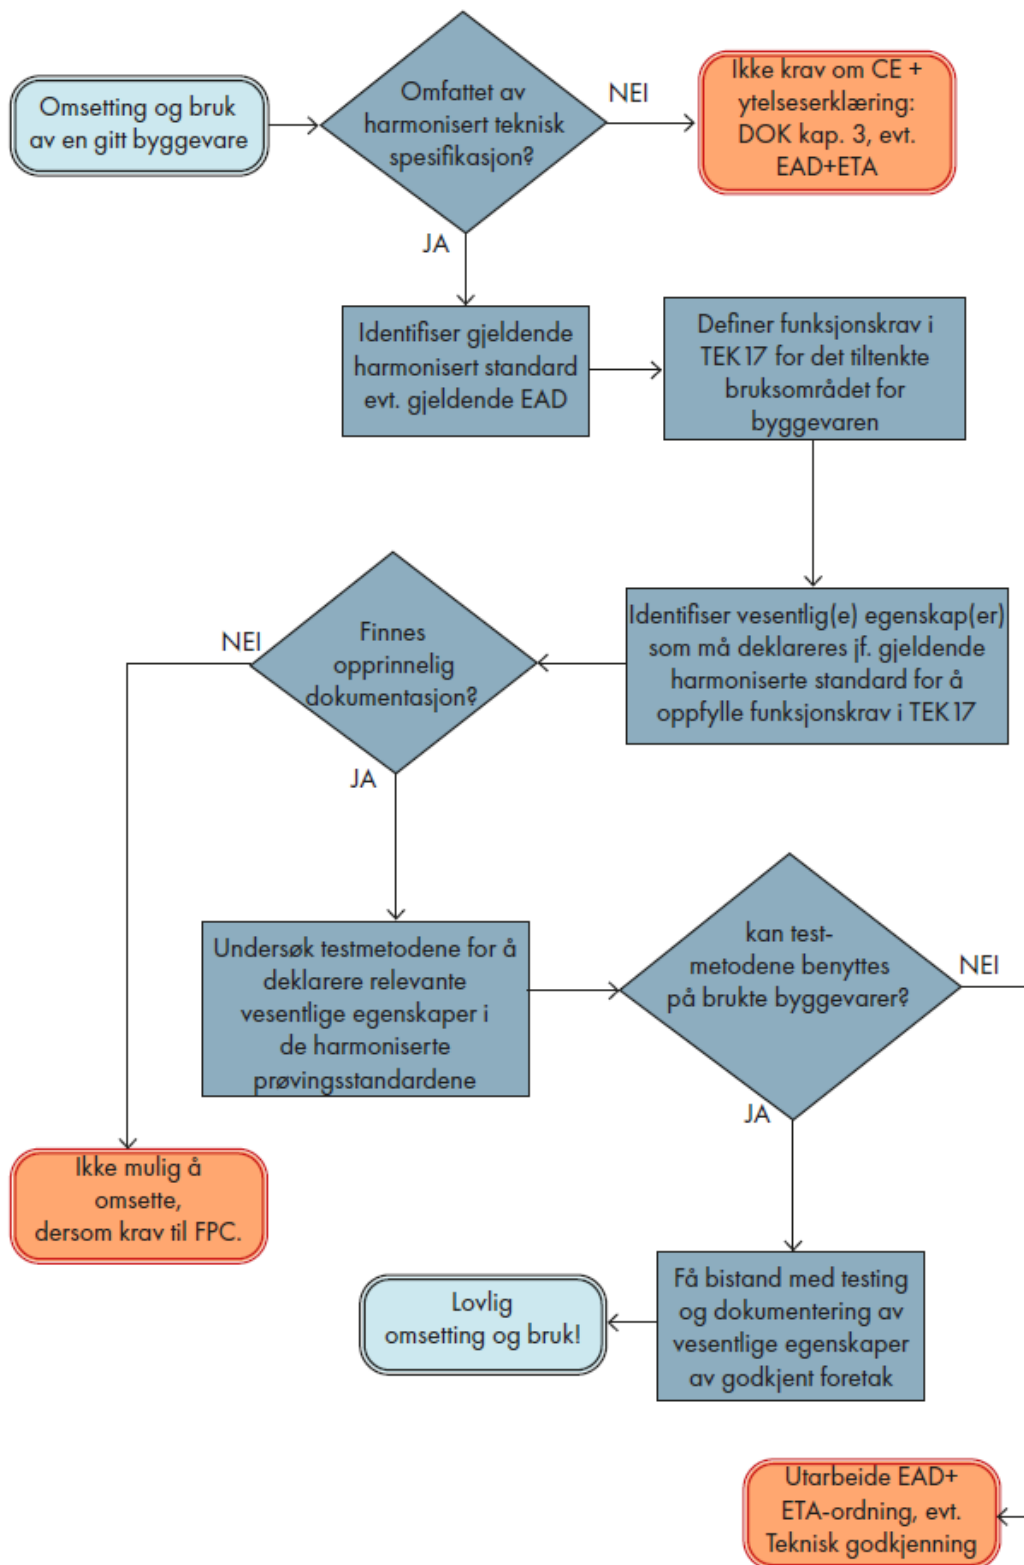 Omsetting og bruk
av en gitt byggevare
Omfattet av
harmonisert teknisk
spesifikasjon?
NEI
Ikke krav om CE +
ytelseserklæring:
DOK kap. 3, evt.
EAD+ETA
JA
Identifiser gjeldende
harmonisert standard
evt. gjeldende EAD
Definer funksjonskrav i
TEK17 for det tiltenkte
bruksområdet for
byggevaren
Identifiser vesentlig(e) egenskap(er)
som må deklareres jf. gjeldende
harmoniserte standard for å
oppfylle funksjonskrav i TEK17
Finnes
opprinnelig
dokumentasjon?
NEI
JA
Undersøk testmetodene for å
deklarere relevante
vesentlige egenskaper i
de harmoniserte
prøvingsstandardene
kan test-
metodene benyttes
på brukte byggevarer?
NEI
JA
Ikke mulig å
omsette,
dersom krav til FPC.
Få bistand med testing
og dokumentering av
vesentlige egenskaper
av godkjent foretak
Lovlig
omsetting og bruk!
Utarbeide EAD+
ETA-ordning, evt.
Teknisk godkjenning